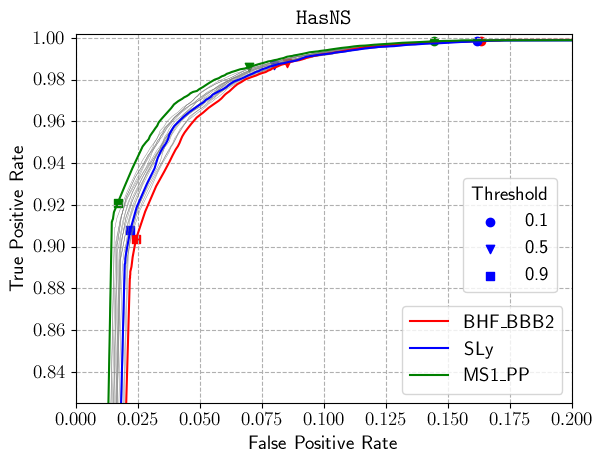 HasNS
1.00
0.98
0.96
0.94
0.92
0.90
0.88
0.86
0.84
True Positive Rate
Threshold
0.1
0.5
0.9
BHF_BBB2
SLy
MS1_PP
0.000 0.025 0.050 0.075 0.100 0.125 0.150 0.175 0.200
False Positive Rate